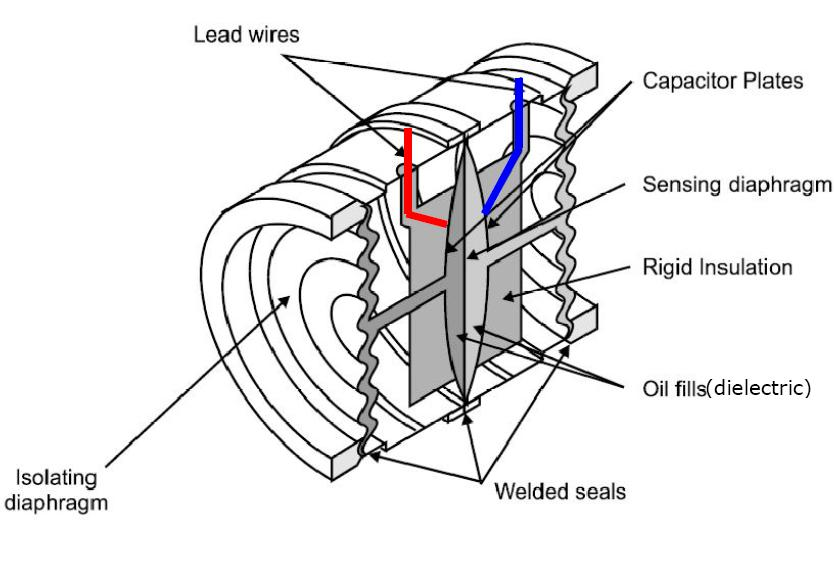 Lead wires
Capacitor Plates
Sensing diaphragm
Rigid Insulation
Oil fills(dielectric)
Isolating
diaphragm
Welded seals